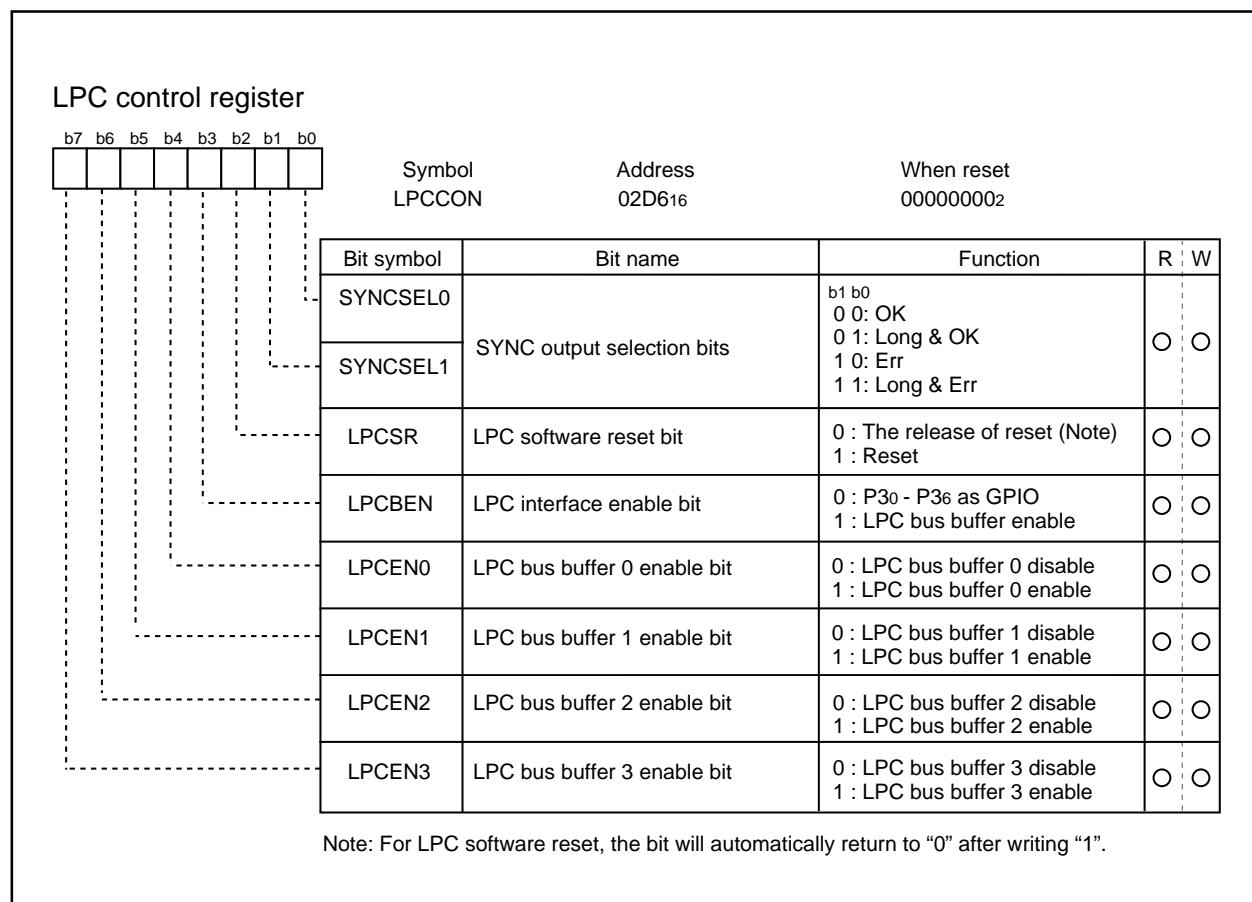 LPC control register
b7 b6 b5 b4 b3 b2 b1 b0
Symbol Address When reset
LPCCON 02D616 000000002
Bit symbol Bit name Function R W
SYNCSEL0
SYNCSEL1
SYNC output selection bits
b1 b0
0 0: OK
0 1: Long & OK
1 0: Err
1 1: Long & Err
LPCSR LPC software reset bit 0 : The release of reset (Note)
1 : Reset
LPCBEN LPC interface enable bit 0 : P30 - P36 as GPIO
1 : LPC bus buffer enable
LPCEN0 LPC bus buffer 0 enable bit 0 : LPC bus buffer 0 disable
1 : LPC bus buffer 0 enable
LPCEN1 LPC bus buffer 1 enable bit 0 : LPC bus buffer 1 disable
1 : LPC bus buffer 1 enable
LPCEN2 LPC bus buffer 2 enable bit 0 : LPC bus buffer 2 disable
1 : LPC bus buffer 2 enable
LPCEN3 LPC bus buffer 3 enable bit 0 : LPC bus buffer 3 disable
1 : LPC bus buffer 3 enable
Note: For LPC software reset, the bit will automatically return to “0” after writing “1”.